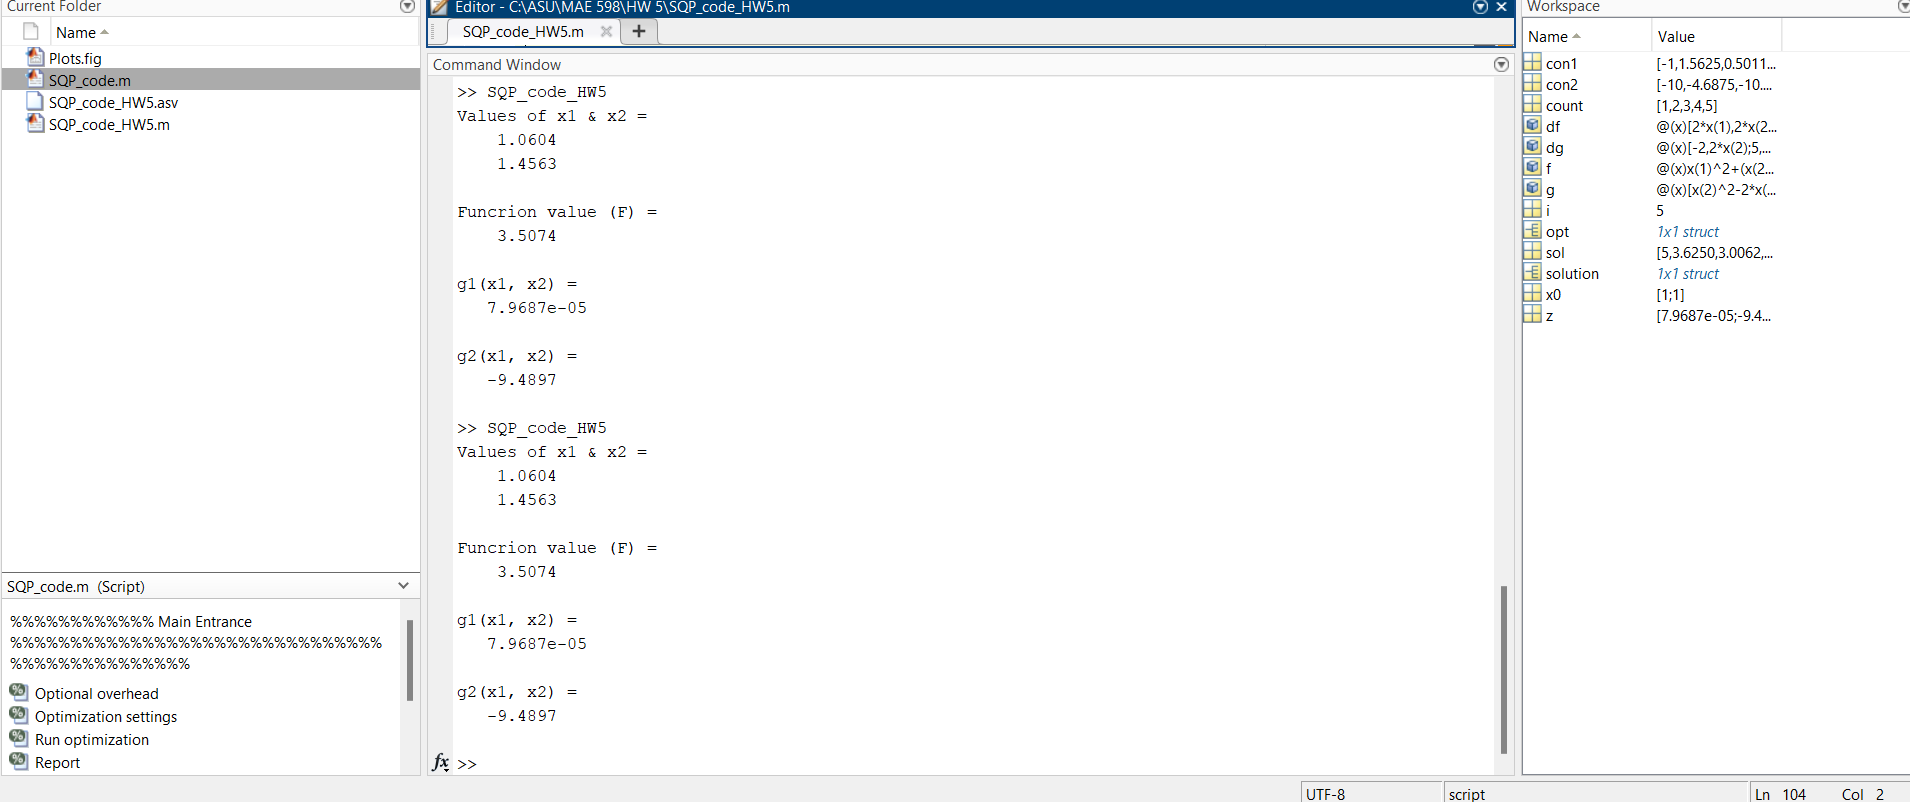 Current Folder
Name
Plots.fig
SQP_code.m
SQP_code_HW5.asv
SQP_code_HW5.m
SQP_code.m (Script)
%%%%%%%%%%%% Main Entrance
%%%%%%%%%%%%%%%%%%%%%%%%%%%%%%%
%%%%%%%%%%%%%%%
Optional overhead
Optimization settings
Run optimization
Report
Editor - C:\ASU\MAE 598\HW 5\SQP_code_HW5.m
SQP_code_HW5.m
Command Window
>> SQP_code_HW5
Values of x1 & x2 =
1.0604
1.4563
Funcrion value (F) =
3.5074
g1(x1, x2) =
7.9687e-05
g2(x1, x2) =
-9.4897
>> SQP_code_HW5
Values of x1 & x2 =
1.0604
1.4563
Funcrion value (F) =
3.5074
g1(x1, x2) =
7.9687e-05
g2(x1, x2) =
-9.4897
fx >>
Workspace
Name Value
con1 [-1,1.5625,0.5011...
con2 [-10,-4.6875,-10....
count [1,2,3,4,5]
df @(x)[2*x(1),2*x(2...
dg @(x)[-2,2*x(2);5,...
f @(x)x(1)^2+(x(2...
g @(x)[x(2)^2-2*x(...
i 5
opt 1x1 struct
sol [5,3.6250,3.0062,...
solution 1x1 struct
x0 [1;1]
z [7.9687e-05;-9.4...
UTF-8 script Ln 104 Col 2